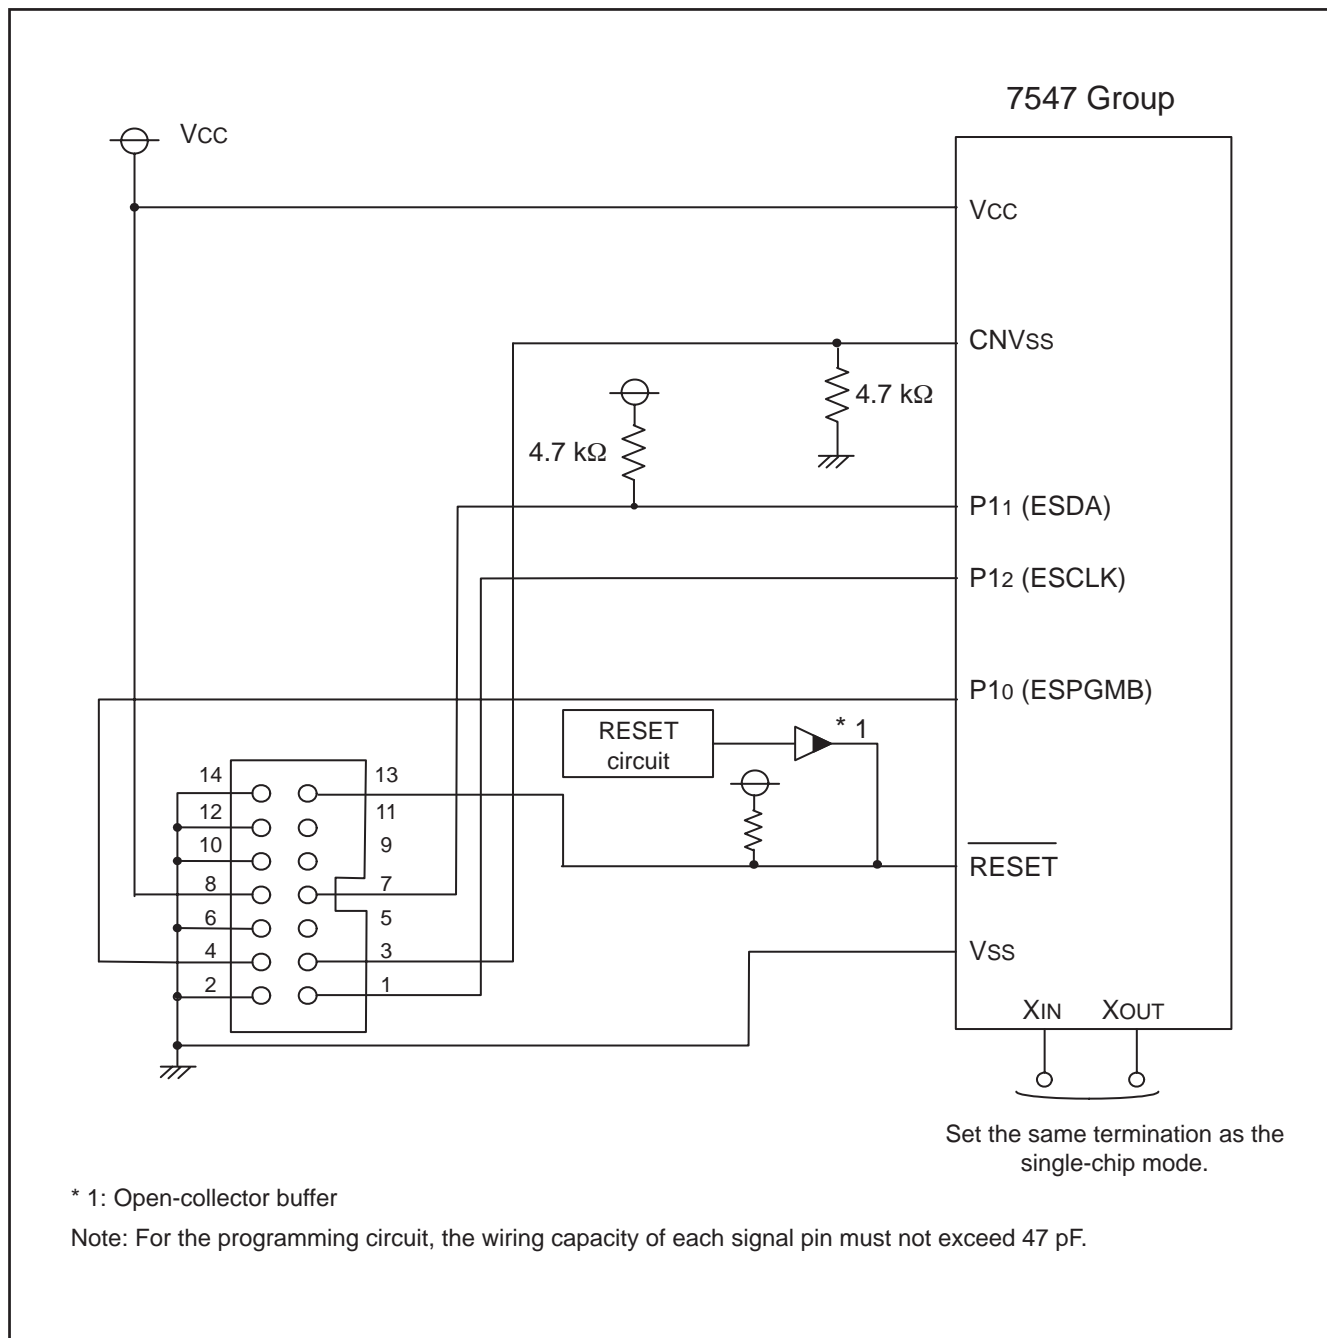 7547 Group
VCC
VCC
CNVSS
4.7 kΩ
4.7 kΩ
P11 (ESDA)
P12 (ESCLK)
P10 (ESPGMB)
RESET
circuit
* 1
14
13
12
11
10
9
8
7
6
5
4
3
2
1
RESET
VSS
XIN
XOUT
Set the same termination as the
single-chip mode.
* 1: Open-collector buffer
Note: For the programming circuit, the wiring capacity of each signal pin must not exceed 47 pF.